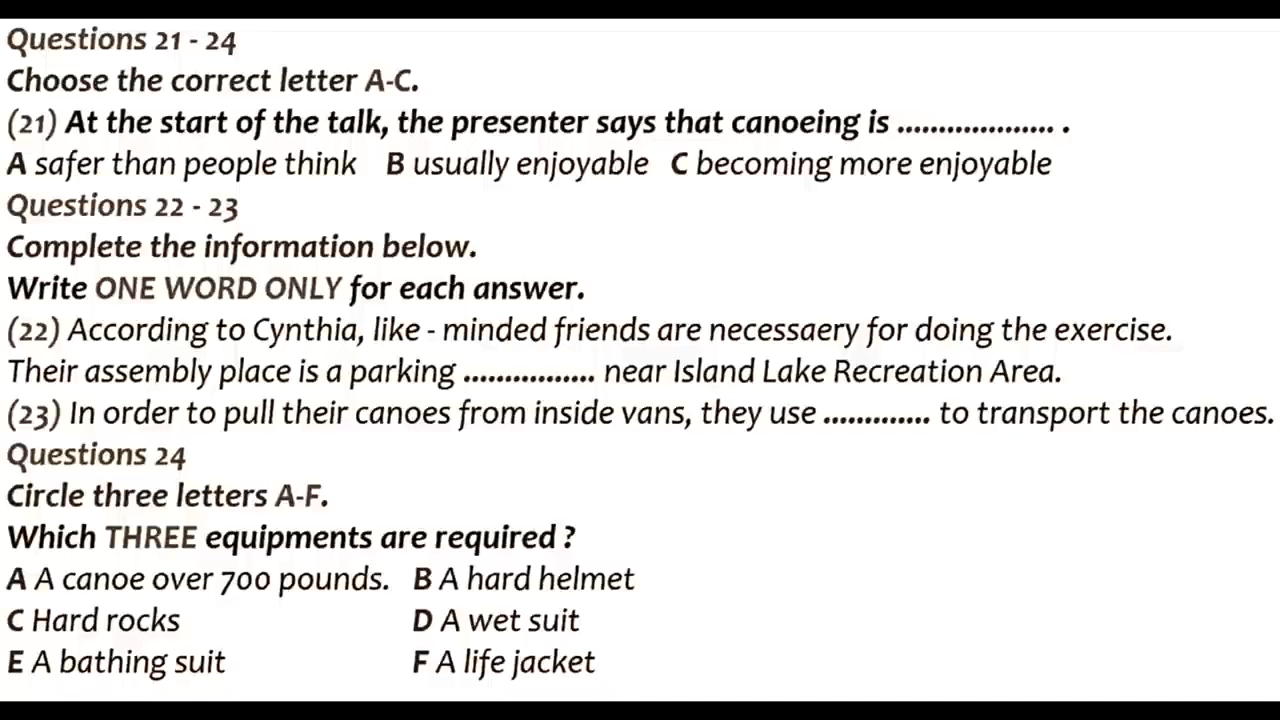 Questions 21 - 24
Choose the correct letter A-C.
(21) At the start of the talk, the presenter says that canoeing is ................... .
A safer than people think B usually enjoyable C becoming more enjoyable
Questions 22 - 23
Complete the information below.
Write ONE WORD ONLY for each answer.
(22) According to Cynthia, like - minded friends are necessaery for doing the exercise.
Their assembly place is a parking ................ near Island Lake Recreation Area.
(23) In order to pull their canoes from inside vans, they use ............. to transport the canoes.
Questions 24
Circle three letters A-F.
Which THREE equipments are required ?
A A canoe over 700 pounds. B A hard helmet
C Hard rocks D A wet suit
E A bathing suit F A life jacket